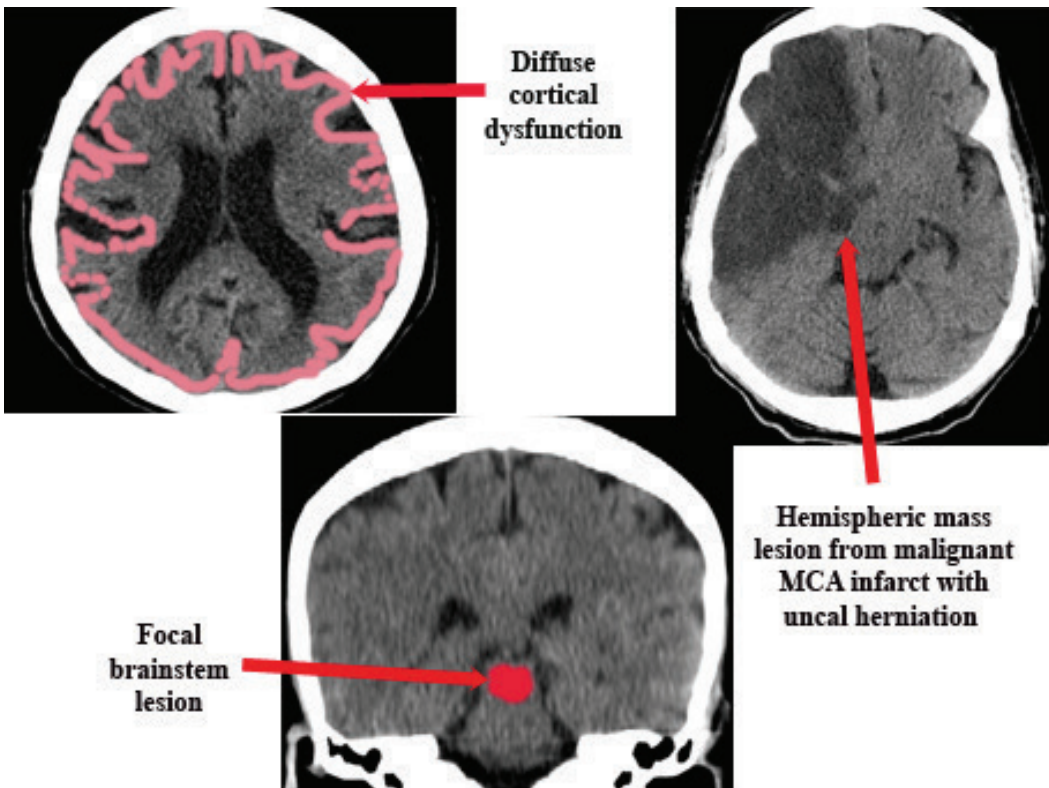 Diffuse
cortical
dysfunction
Hemispheric mass
lesion from malignant
MCA infarct with
uncal herniation
Focal
brainstem
lesion